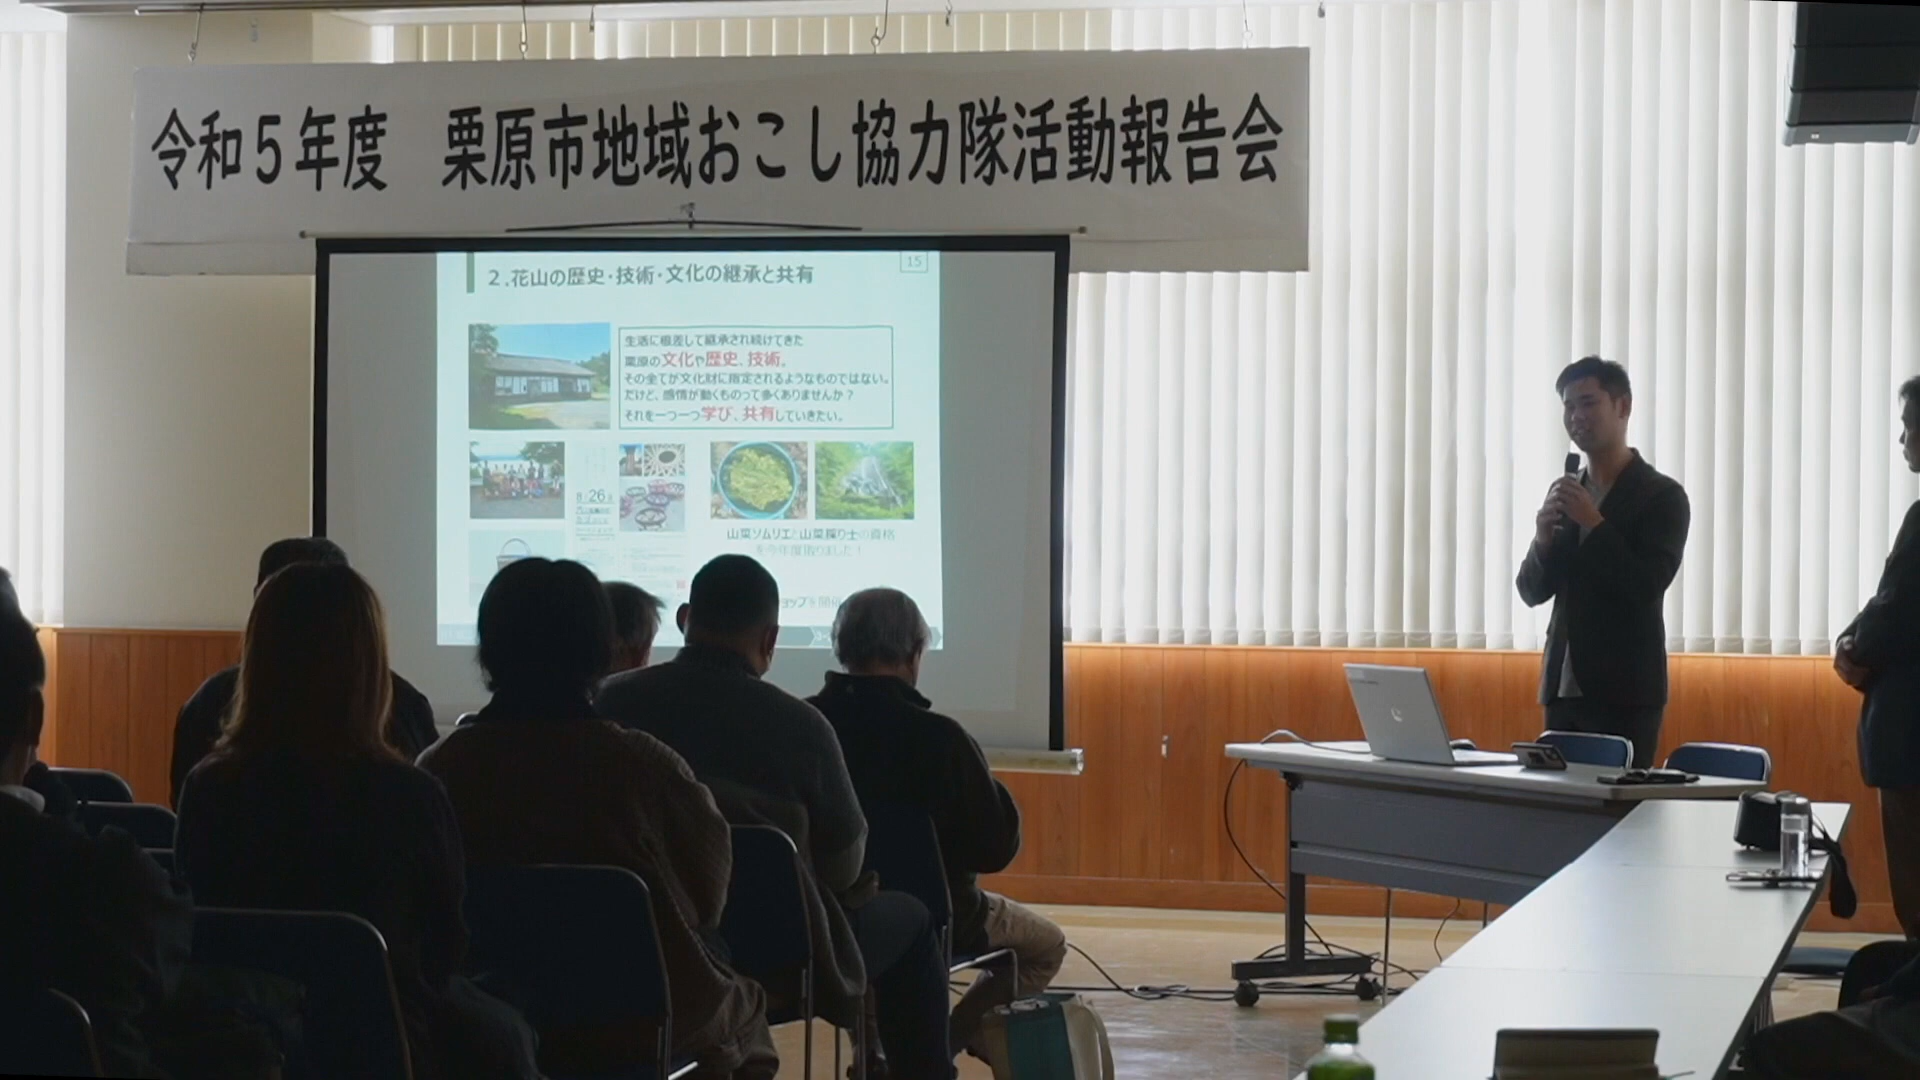 令和5年度 栗原市地域おこし協力隊活動報告会
15
2.花山の歴史・技術・文化の継承と共有
生活に根差して継承され続けてきた
栗原の文化や歴史、技術。
その全てが文化財に指定されるようなものではない。
だけど、感情が動くものって多くありませんか？
それを一つ一つ学び、共有していきたい。
26
山菜ソムリエと山菜採り士の資格
を今年度取りました！
ョップを開催